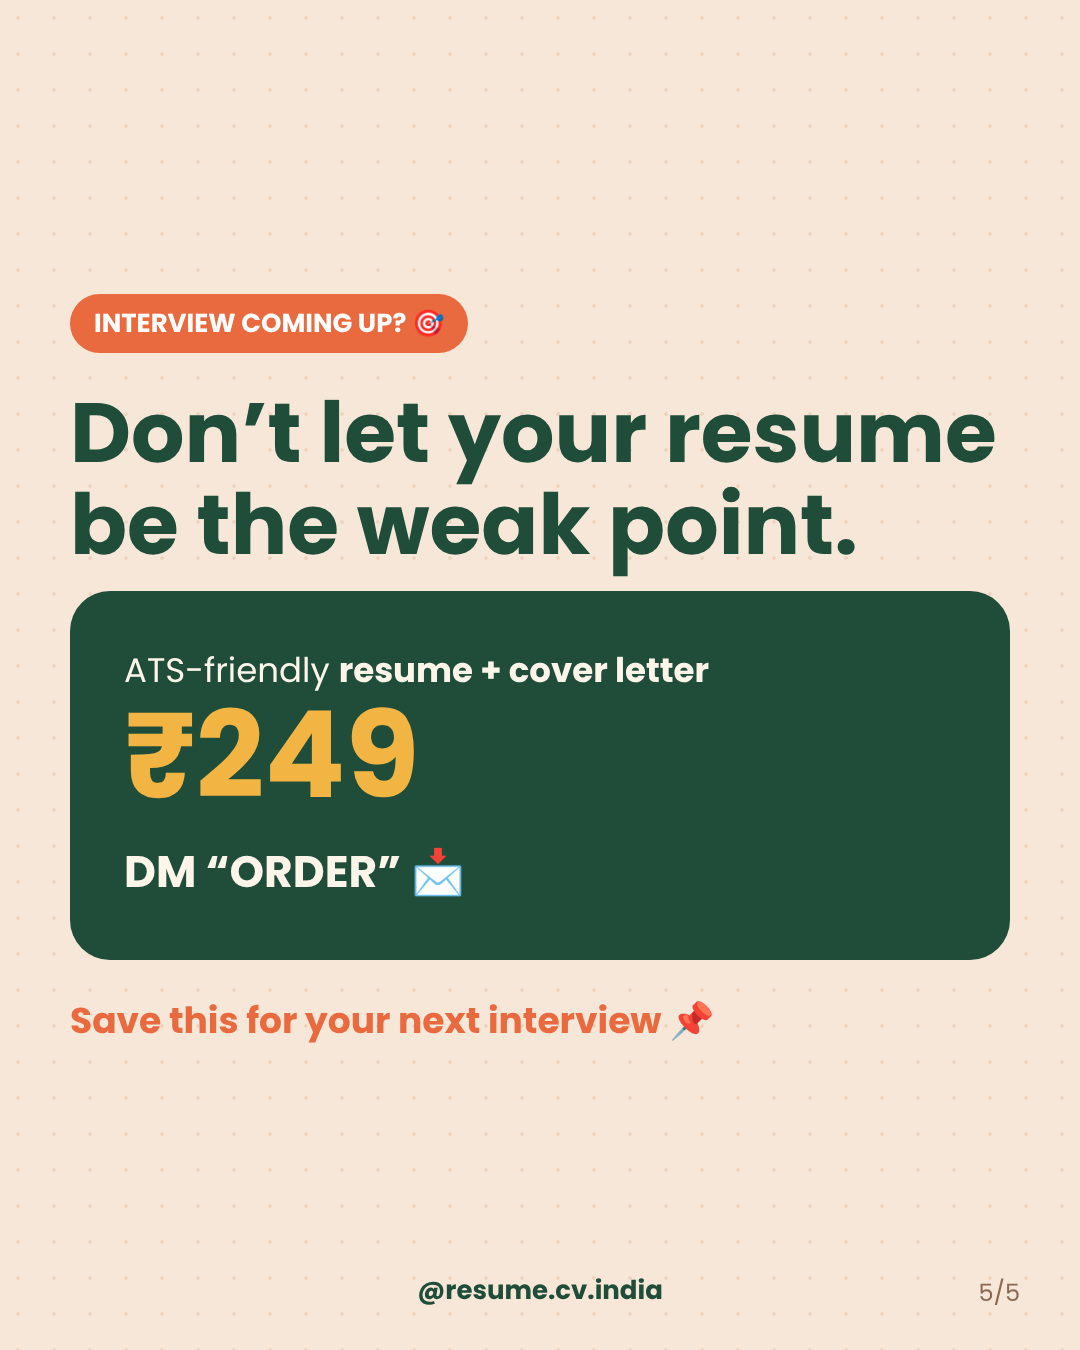 INTERVIEW COMING UP? 🎯
Don’t let your resume
be the weak point.
ATS-friendly resume + cover letter
₹249
DM “ORDER” 📩
Save this for your next interview 📌
@resume.cv.india
5/5